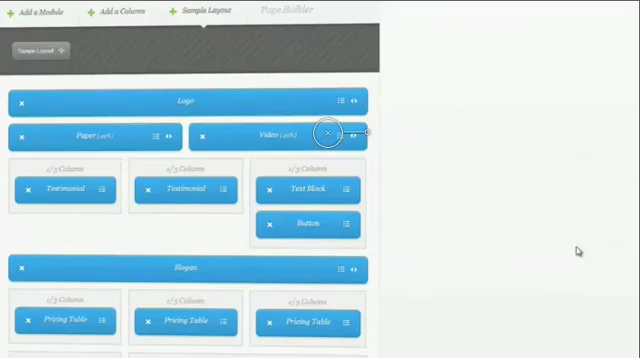 Add a Module Add a Column Sample Layout Page Builder
Sample Layout
Logo
Paper Video
1/3 Column 1/3 Column 1/3 Column
Testimonial Testimonial Text Block
Button
Slogan
1/3 Column 1/3 Column 1/3 Column
Pricing Table Pricing Table Pricing Table